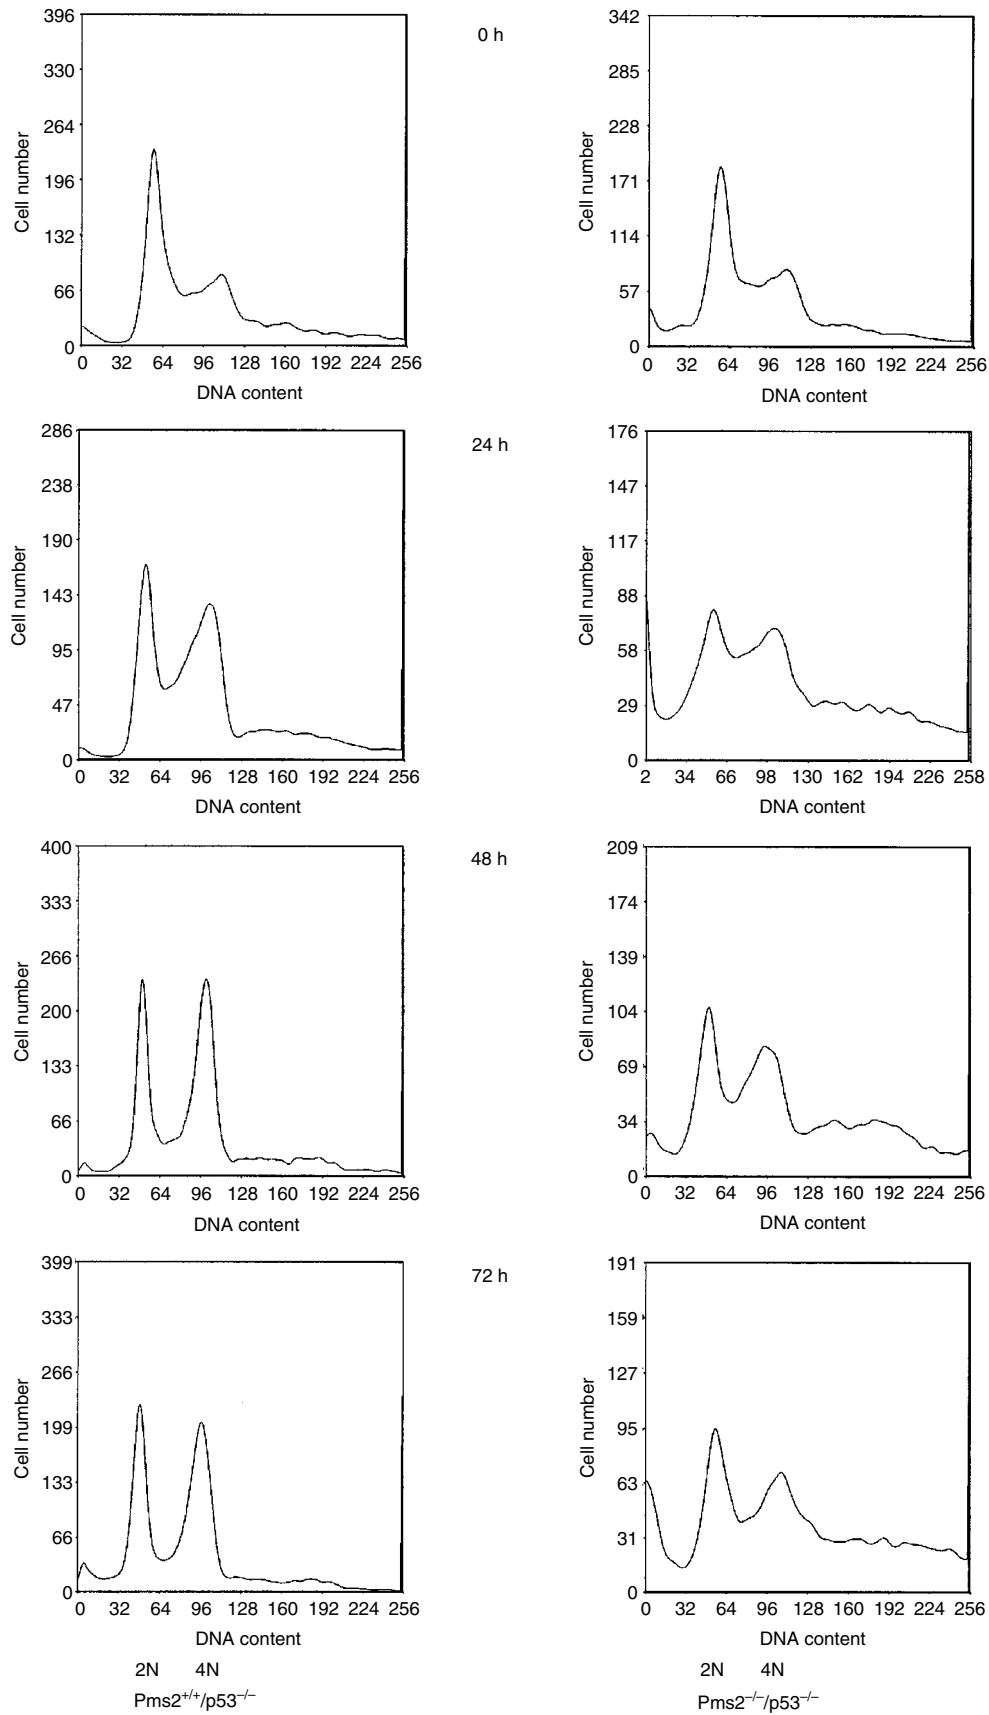 396
330
264
196
132
66
0
Cell number
0 32 64 96 128 160 192 224 256
DNA content
0 h
342
285
228
171
114
57
0
Cell number
0 32 64 96 128 160 192 224 256
DNA content
286
238
190
143
95
47
0
Cell number
0 32 64 96 128 160 192 224 256
DNA content
24 h
176
147
117
88
58
29
0
Cell number
2 34 66 98 130 162 194 226 258
DNA content
400
333
266
200
133
66
0
Cell number
0 32 64 96 128 160 192 224 256
DNA content
48 h
209
174
139
104
69
34
0
Cell number
0 32 64 96 128 160 192 224 256
DNA content
399
333
266
199
133
66
0
Cell number
0 32 64 96 128 160 192 224 256
DNA content
2N 4N
Pms2+/+/p53−/−
72 h
191
159
127
95
63
31
0
Cell number
0 32 64 96 128 160 192 224 256
DNA content
2N 4N
Pms2−/−/p53−/−